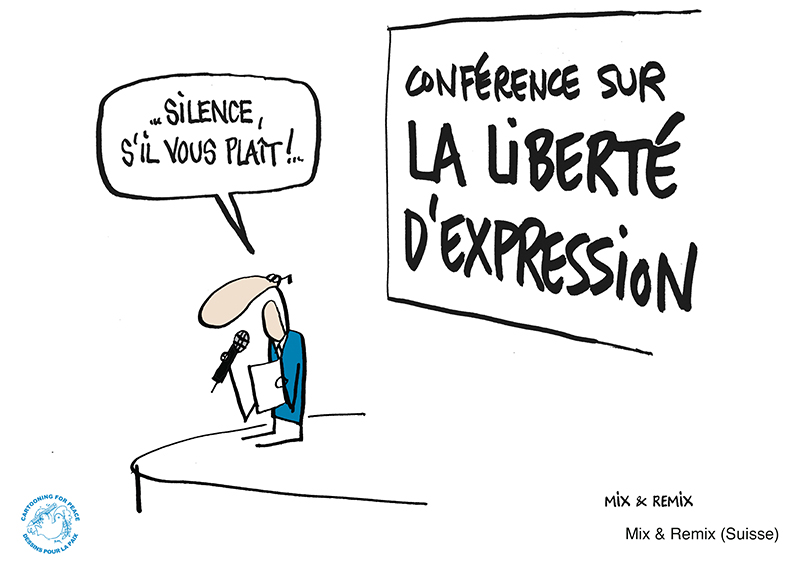 ... SiLENCE,
S'iL VOUS PLAÎT !...
CONFÉRENCE SUR
LA LiBERTÉ
D'EXPRESSiON
CARTOONING FOR PEACE
DESSINS POUR LA PAIX
MiX & REMiX
Mix & Remix (Suisse)